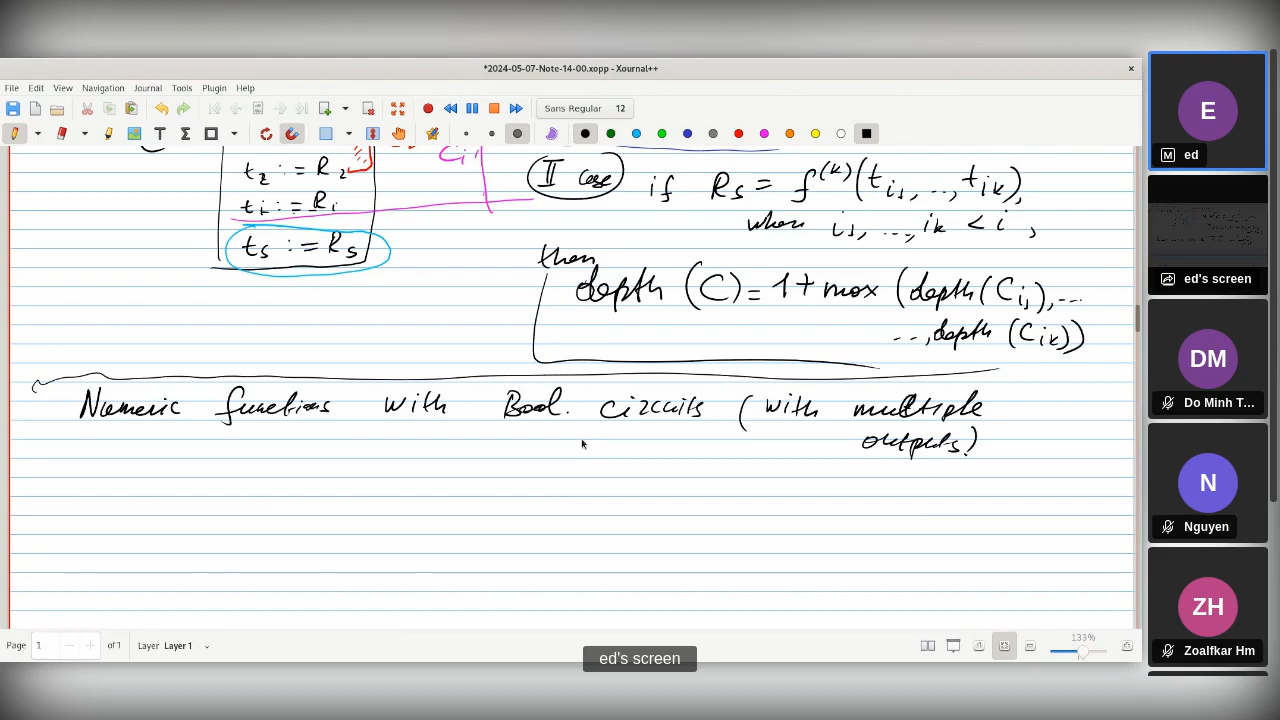 *2024-05-07-Note-14-00.xopp - Xournal++
File Edit View Navigation Journal Tools Plugin Help
Sans Regular 12
t₂ := R₂
tᵢ := Rᵢ
tₛ := Rₛ
II case if Rₛ = f⁽ᵏ⁾(tᵢ₁, .., tᵢₖ),
when i₁, ..., iₖ < i,
then
depth (C) = 1 + max (depth(Cᵢ₁), ...
..., depth (Cᵢₖ))
Numeric functions with Bool. circuits (with multiple
outputs)
Page 1 of 1 Layer Layer 1
133%
ed's screen
E
ed
ed's screen
DM
Do Minh T...
N
Nguyen
ZH
Zoalfkar Hm